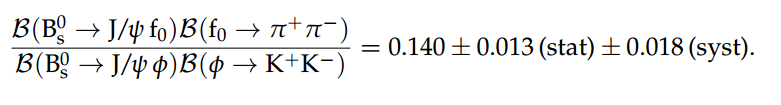 B(B⁰ₛ → J/ψ f₀)B(f₀ → π⁺π⁻)
B(B⁰ₛ → J/ψ ϕ)B(ϕ → K⁺K⁻)
= 0.140 ± 0.013 (stat) ± 0.018 (syst).